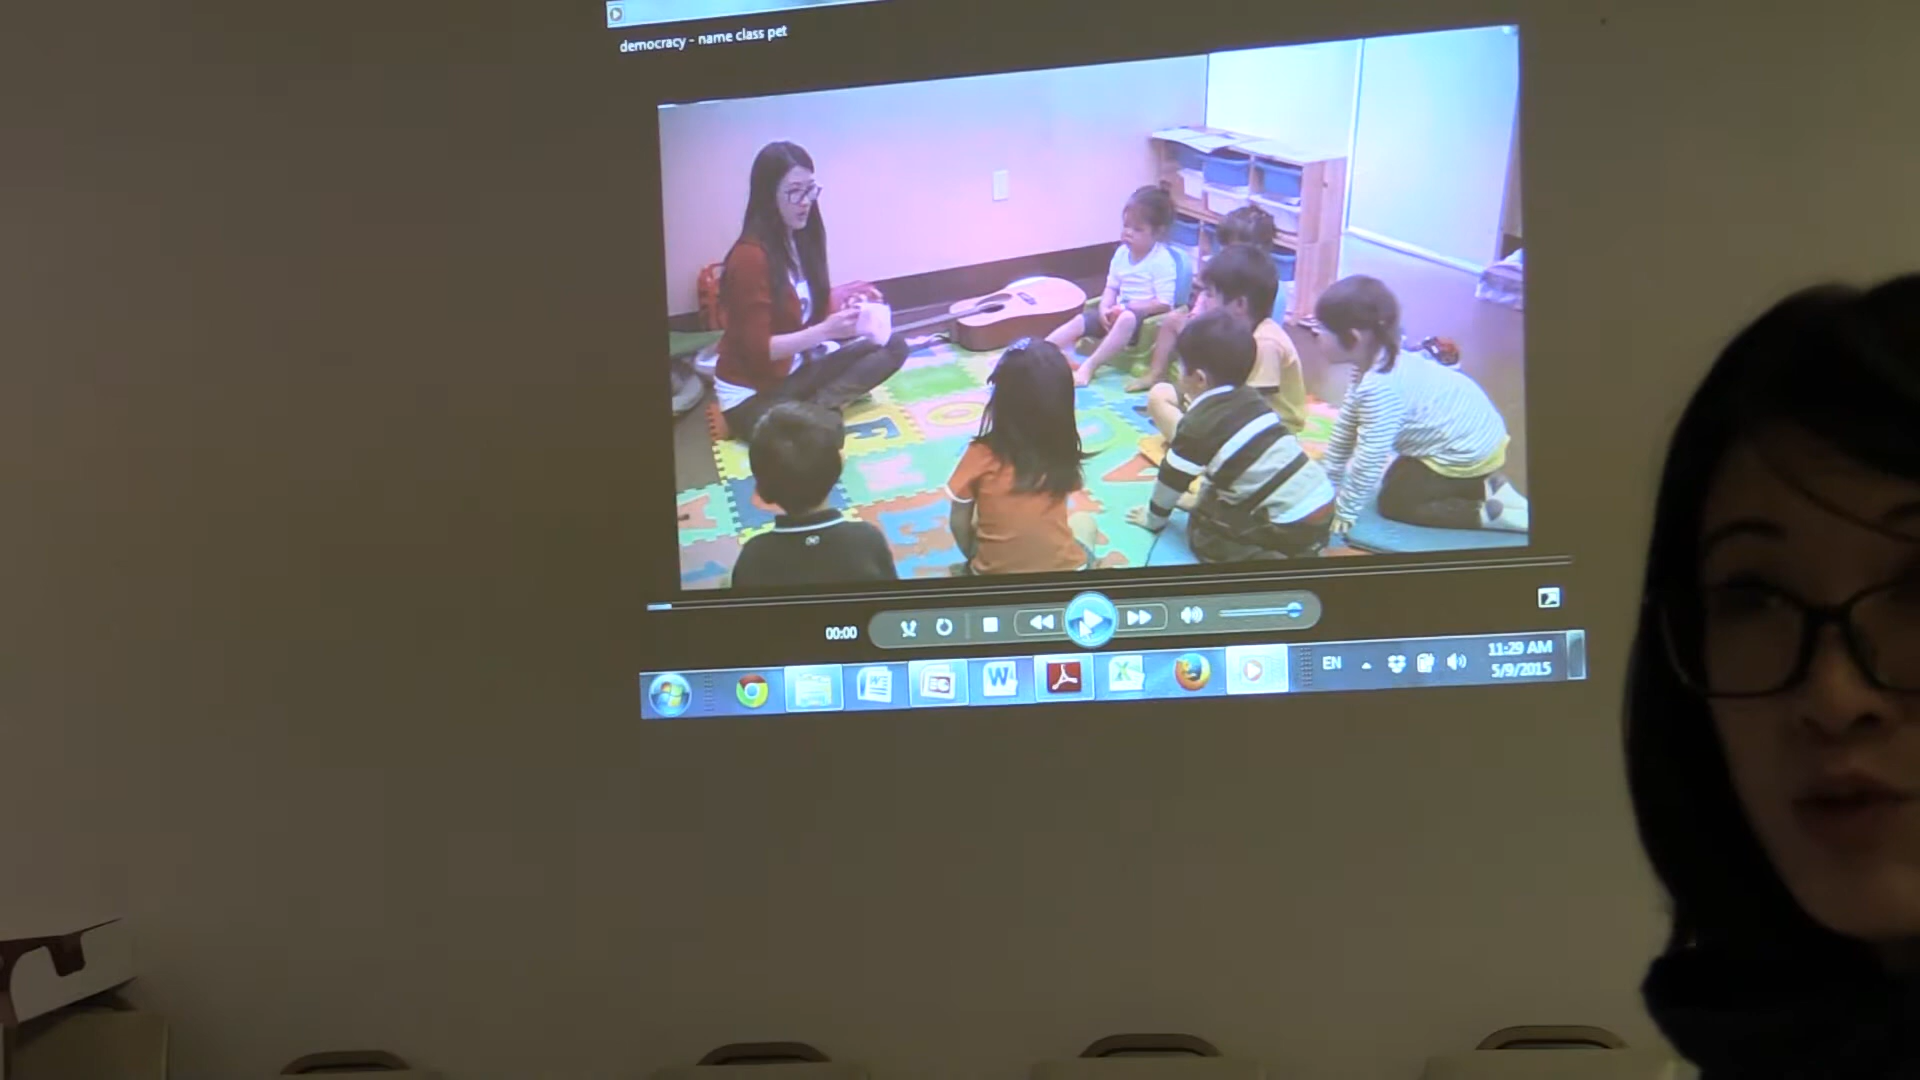 democracy - name class pet
00:00
EN
11:29 AM
5/9/2015
W
F
O